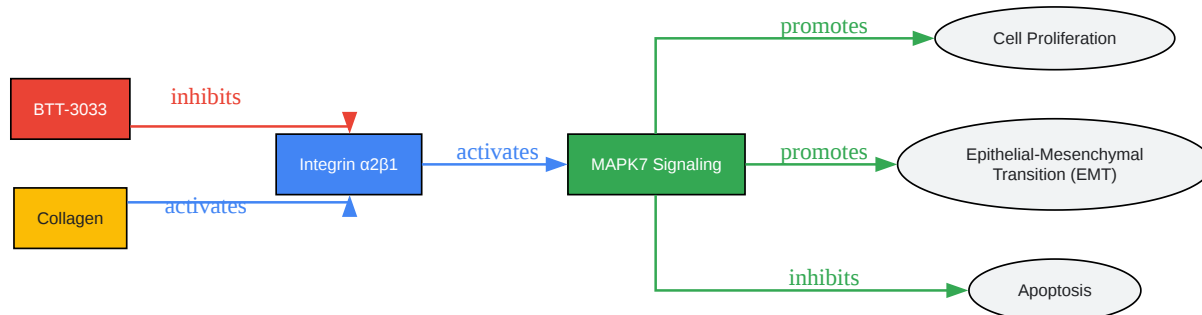 promotes
Cell Proliferation
BTT-3033
inhibits
Integrin α2β1
activates
MAPK7 Signaling
promotes
Epithelial-Mesenchymal
Transition (EMT)
Collagen
activates
inhibits
Apoptosis